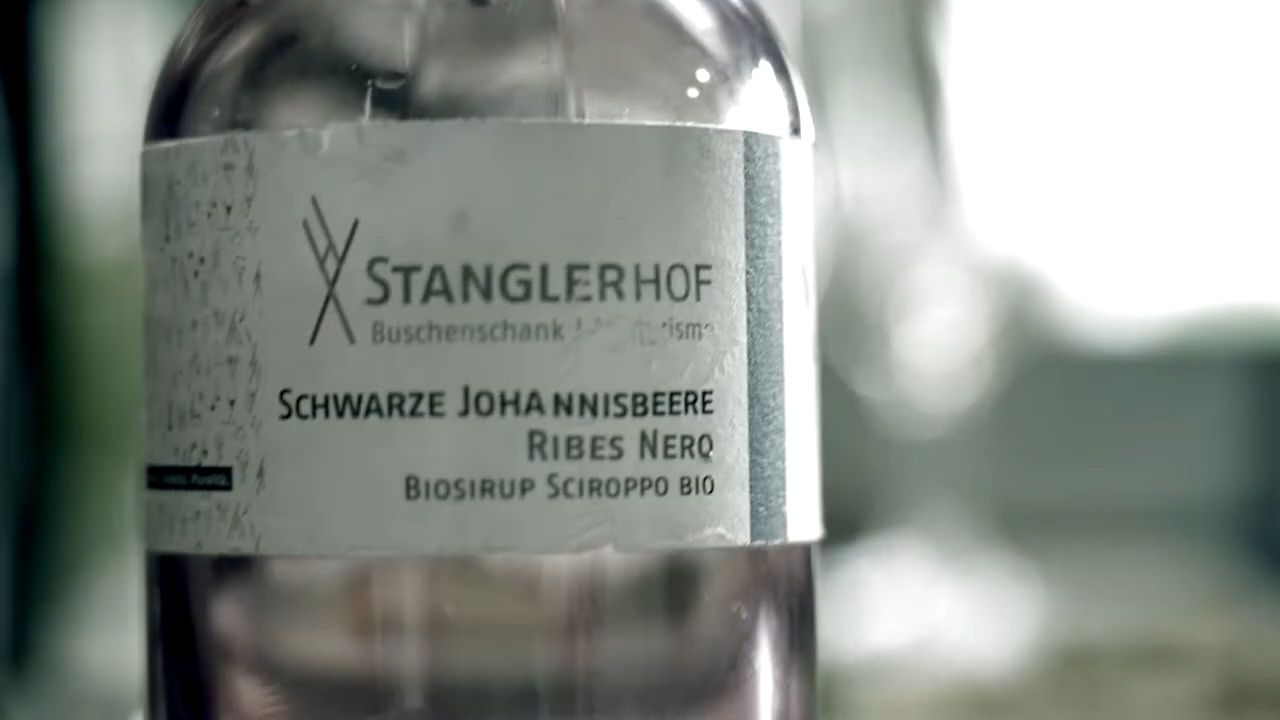 STANGLERHOF
Buschenschank
SCHWARZE JOHANNISBEERE
RIBES NERO
BIOSIRUP SCIROPPO BIO